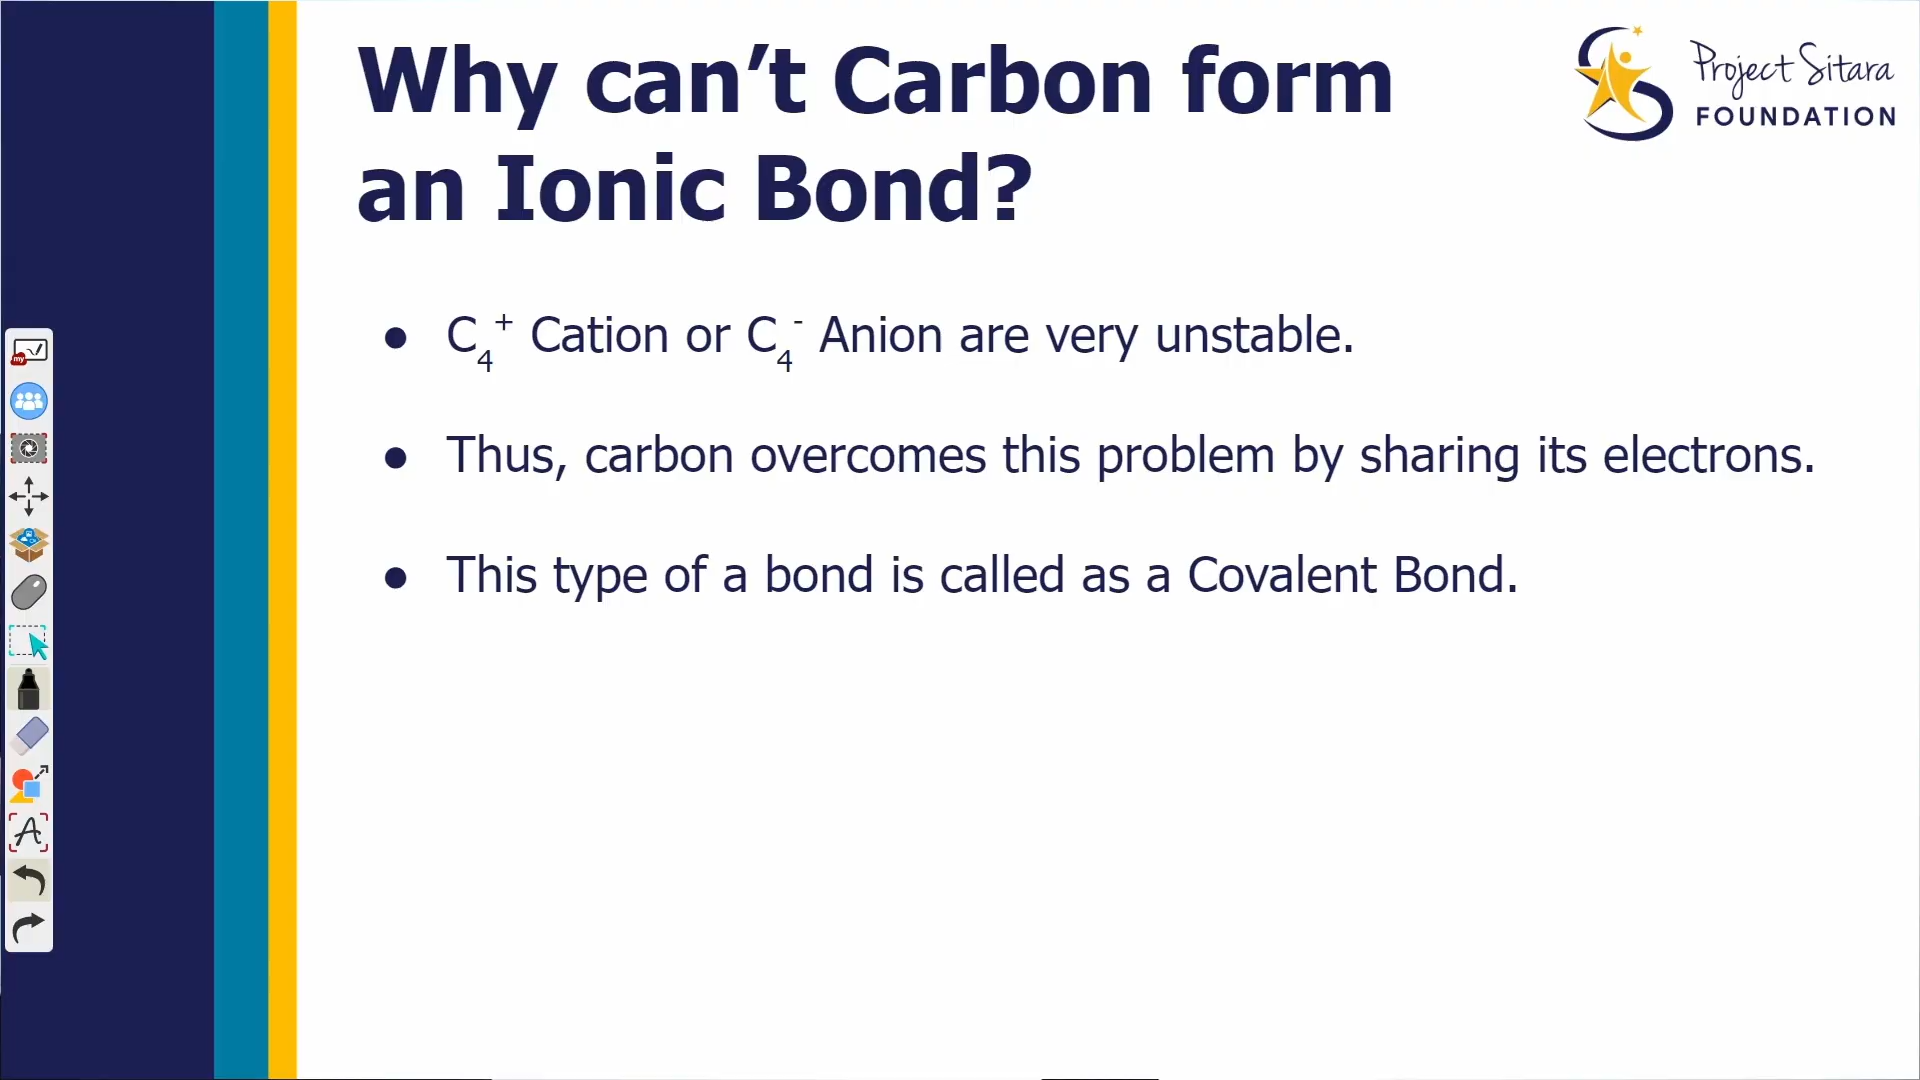 Why can’t Carbon form
an Ionic Bond?
Project Sitara
FOUNDATION
● C₄⁺ Cation or C₄⁻ Anion are very unstable.
● Thus, carbon overcomes this problem by sharing its electrons.
● This type of a bond is called as a Covalent Bond.
my
A